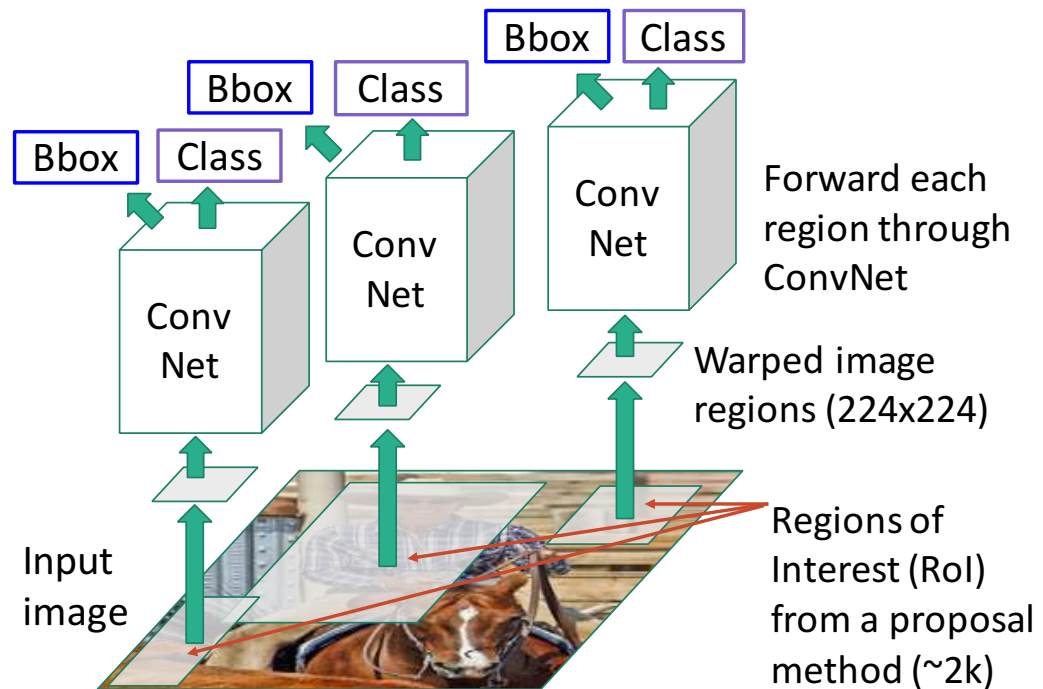 Bbox
Class
Bbox
Class
Bbox
Class
Conv
Net
Conv
Net
Conv
Net
Forward each
region through
ConvNet
Warped image
regions (224x224)
Input
image
Regions of
Interest (RoI)
from a proposal
method (~2k)